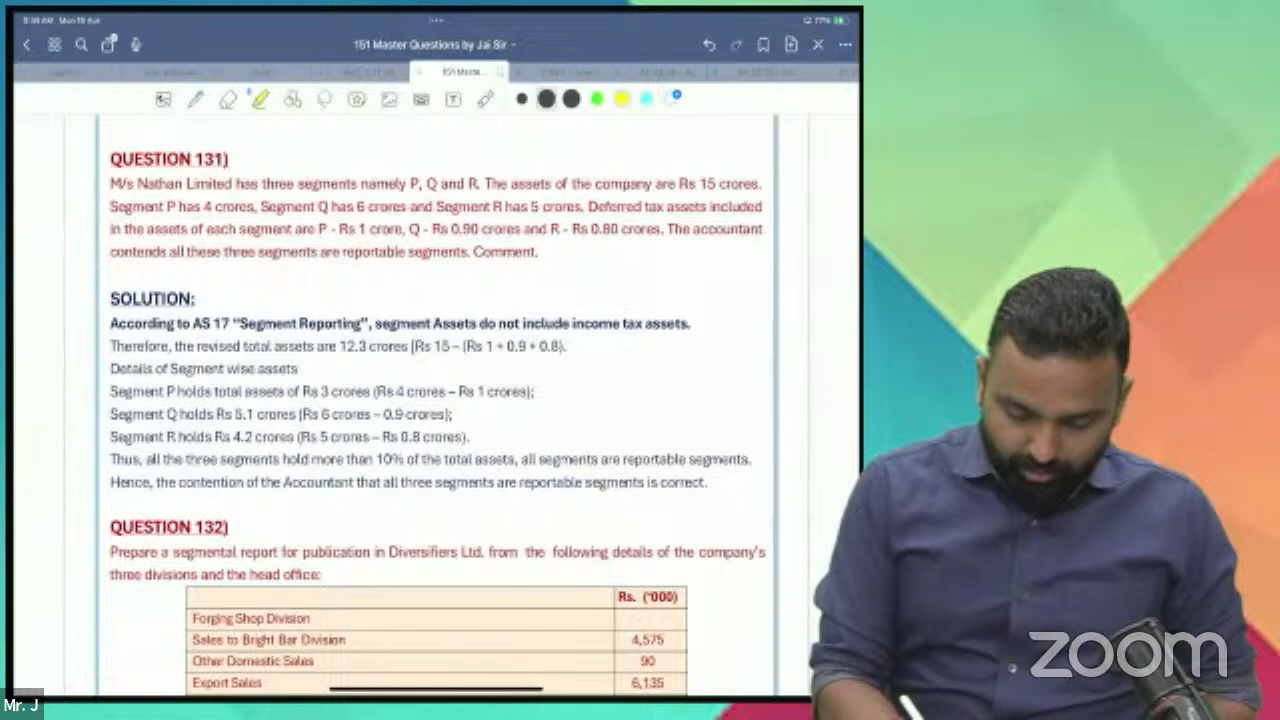 9:36 AM Mon 15 Apr
77%
151 Master Questions by Jai Sir
151 Maste...
QUESTION 131)
M/s Nathan Limited has three segments namely P, Q and R. The assets of the company are Rs 15 crores.
Segment P has 4 crores, Segment Q has 6 crores and Segment R has 5 crores. Deferred tax assets included
in the assets of each segment are P - Rs 1 crore, Q - Rs 0.90 crores and R - Rs 0.80 crores. The accountant
contends all these three segments are reportable segments. Comment.
SOLUTION:
According to AS 17 "Segment Reporting", segment Assets do not include income tax assets.
Therefore, the revised total assets are 12.3 crores [Rs 15 – (Rs 1 + 0.9 + 0.8).
Details of Segment wise assets
Segment P holds total assets of Rs 3 crores (Rs 4 crores – Rs 1 crores);
Segment Q holds Rs 5.1 crores (Rs 6 crores – 0.9 crores);
Segment R holds Rs 4.2 crores (Rs 5 crores – Rs 0.8 crores).
Thus, all the three segments hold more than 10% of the total assets, all segments are reportable segments.
Hence, the contention of the Accountant that all three segments are reportable segments is correct.
QUESTION 132)
Prepare a segmental report for publication in Diversifiers Ltd. from the following details of the company's
three divisions and the head office:
Rs. ('000)
Forging Shop Division
Sales to Bright Bar Division 4,575
Other Domestic Sales 90
Export Sales 6,135
zoom
Mr. J